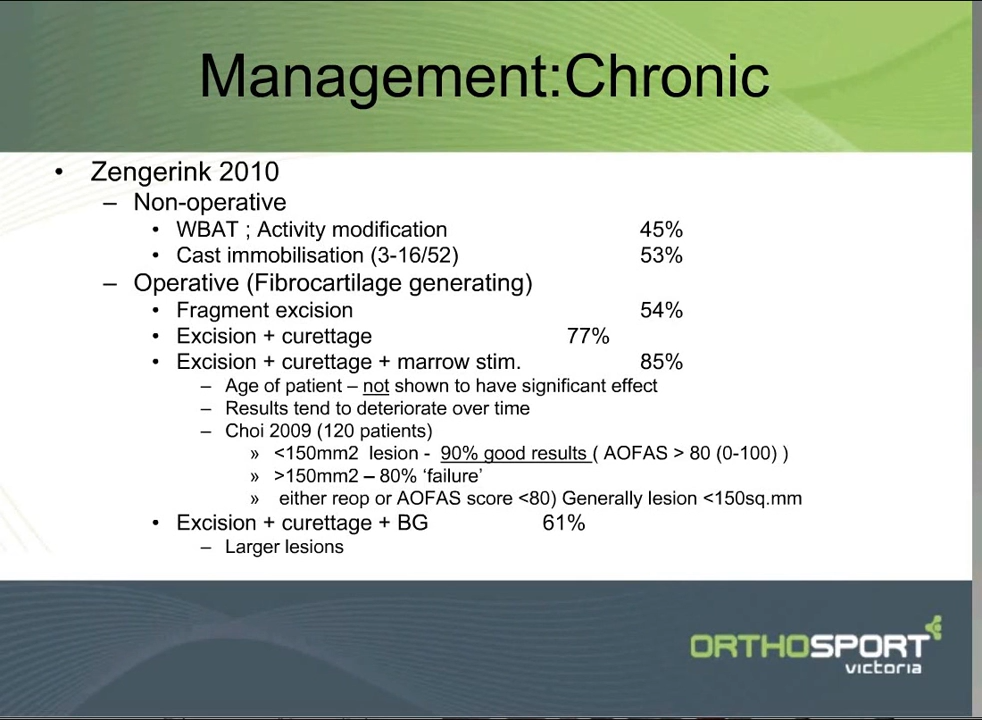 Management:Chronic
• Zengerink 2010
– Non-operative
• WBAT ; Activity modification 45%
• Cast immobilisation (3-16/52) 53%
– Operative (Fibrocartilage generating)
• Fragment excision 54%
• Excision + curettage 77%
• Excision + curettage + marrow stim. 85%
– Age of patient – not shown to have significant effect
– Results tend to deteriorate over time
– Choi 2009 (120 patients)
» <150mm2 lesion - 90% good results ( AOFAS > 80 (0-100) )
» >150mm2 – 80% ‘failure’
» either reop or AOFAS score <80) Generally lesion <150sq.mm
• Excision + curettage + BG 61%
– Larger lesions
ORTHOSPORT
victoria